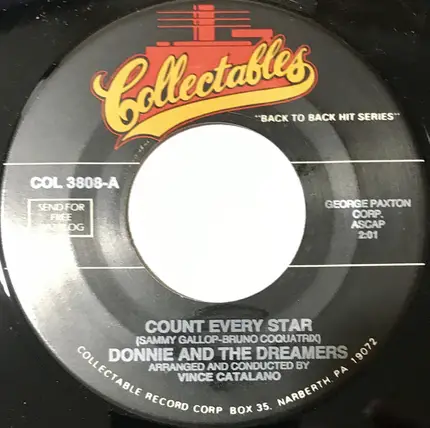 Collectables
"BACK TO BACK HIT SERIES"
COL 3808-A
SEND FOR
FREE
CATALOG
GEORGE PAXTON
CORP.
ASCAP
2:01
COUNT EVERY STAR
(SAMMY GALLOP-BRUNO COQUATRIX)
DONNIE AND THE DREAMERS
ARRANGED AND CONDUCTED BY
VINCE CATALANO
COLLECTABLE RECORD CORP BOX 35, NARBERTH, PA 19072